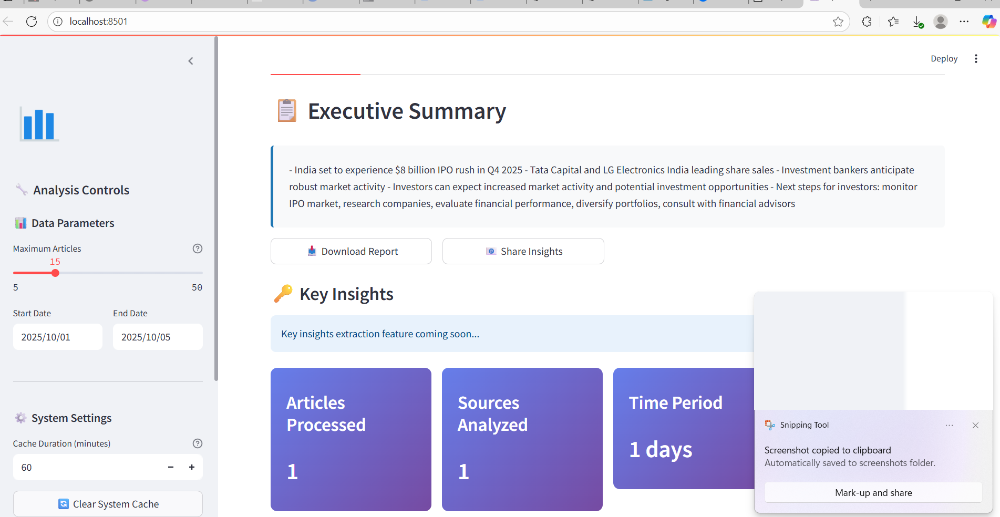 localhost:8501
Deploy
Analysis Controls
Data Parameters
Maximum Articles
15
5 50
Start Date End Date
2025/10/01 2025/10/05
System Settings
Cache Duration (minutes)
60
Clear System Cache
Executive Summary
- India set to experience $8 billion IPO rush in Q4 2025 - Tata Capital and LG Electronics India leading share sales - Investment bankers anticipate
robust market activity - Investors can expect increased market activity and potential investment opportunities - Next steps for investors: monitor
IPO market, research companies, evaluate financial performance, diversify portfolios, consult with financial advisors
Download Report Share Insights
Key Insights
Key insights extraction feature coming soon...
Articles
Processed
1
Sources
Analyzed
1
Time Period
1 days
Snipping Tool
Screenshot copied to clipboard
Automatically saved to screenshots folder.
Mark-up and share